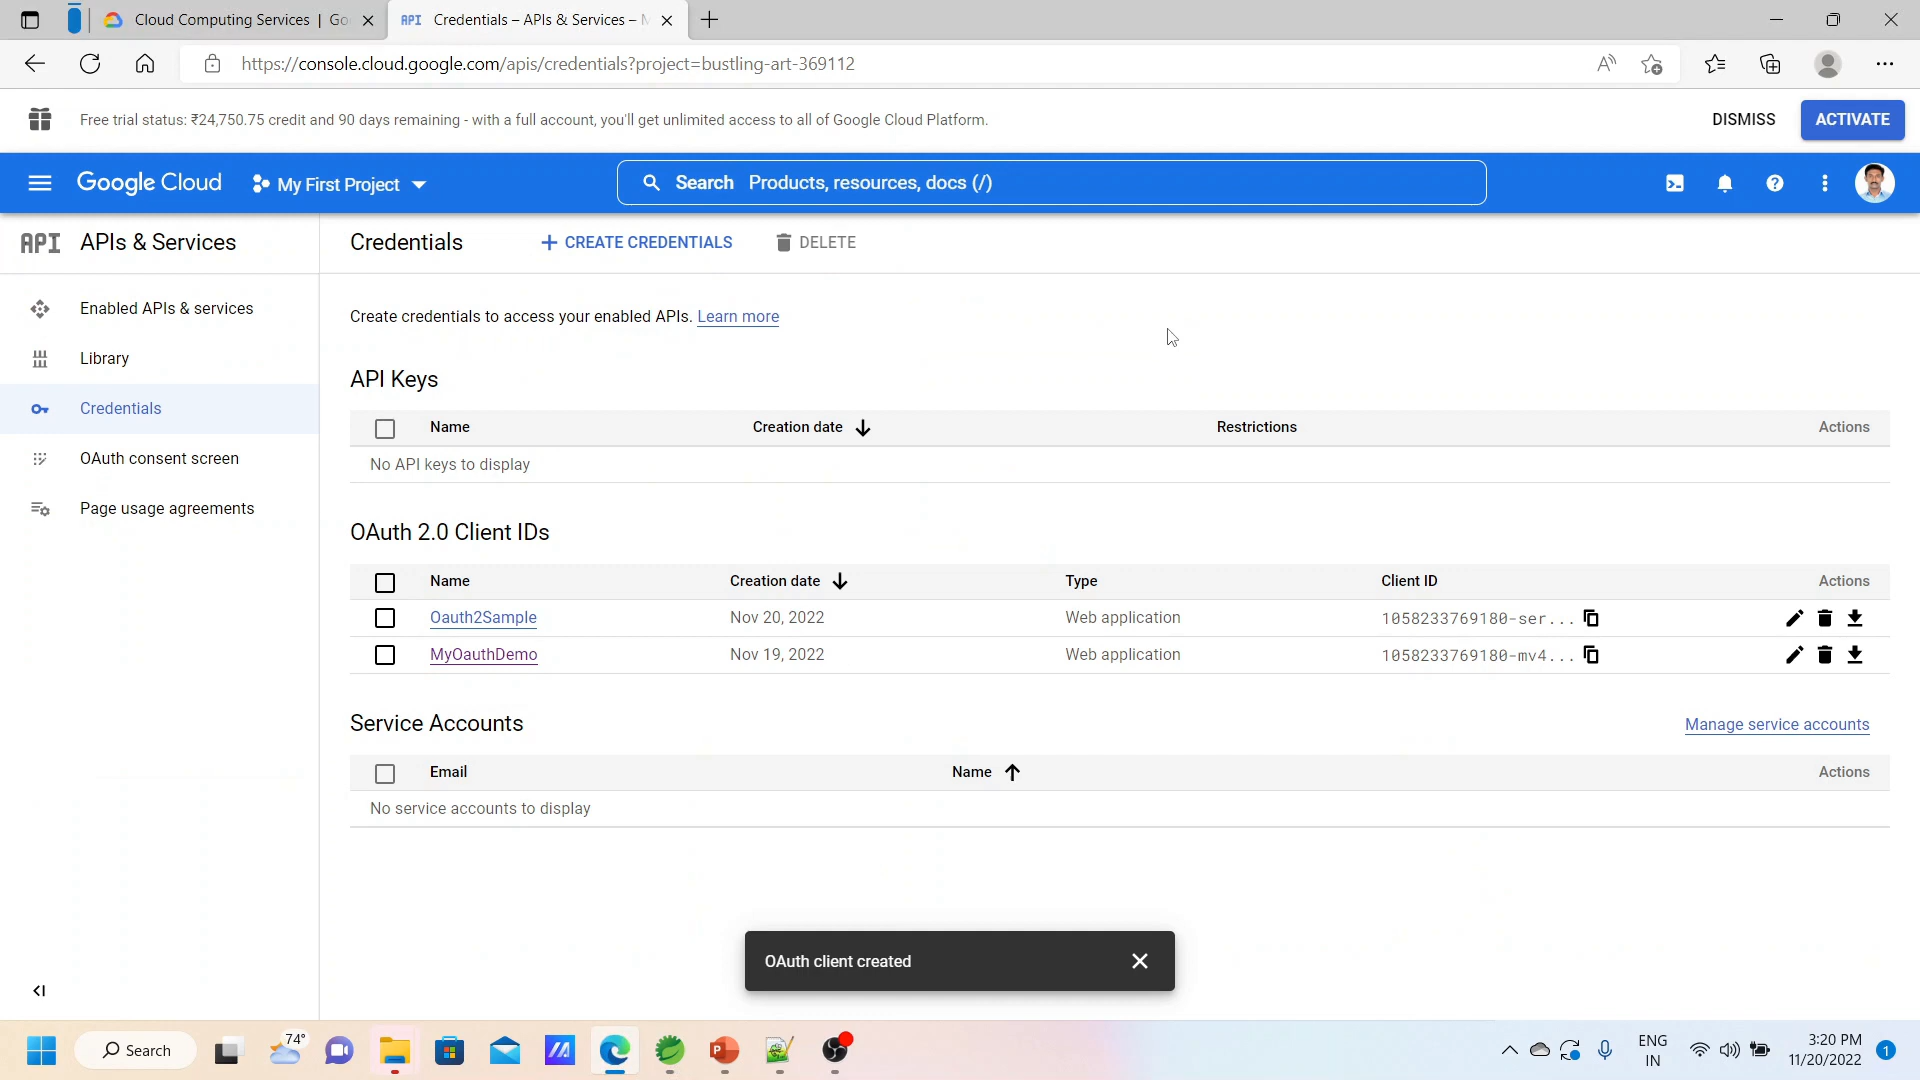 Cloud Computing Services | Go
API Credentials – APIs & Services –
https://console.cloud.google.com/apis/credentials?project=bustling-art-369112
Free trial status: ₹24,750.75 credit and 90 days remaining - with a full account, you'll get unlimited access to all of Google Cloud Platform.
DISMISS
ACTIVATE
Google Cloud
My First Project
Search Products, resources, docs (/)
API APIs & Services
Enabled APIs & services
Library
Credentials
OAuth consent screen
Page usage agreements
Credentials
+ CREATE CREDENTIALS
DELETE
Create credentials to access your enabled APIs. Learn more
API Keys
Name Creation date Restrictions Actions
No API keys to display
OAuth 2.0 Client IDs
Name Creation date Type Client ID Actions
Oauth2Sample Nov 20, 2022 Web application 1058233769180-ser...
MyOauthDemo Nov 19, 2022 Web application 1058233769180-mv4...
Service Accounts
Manage service accounts
Email Name Actions
No service accounts to display
OAuth client created
74°
Search
ENG
IN
3:20 PM
11/20/2022
1